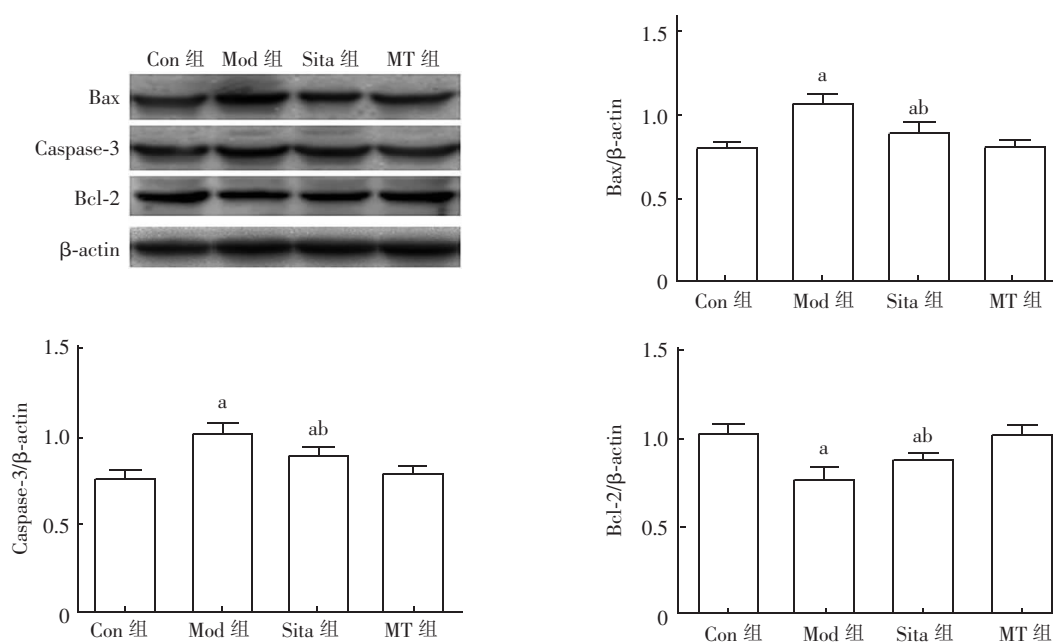 Con 组 Mod 组 Sita 组 MT 组
Bax
Caspase-3
Bcl-2
β-actin
Bax/β-actin
1.5
1.0
0.5
0
a
ab
Con 组 Mod 组 Sita 组 MT 组
Caspase-3/β-actin
1.5
1.0
0.5
0
a
ab
Con 组 Mod 组 Sita 组 MT 组
Bcl-2/β-actin
1.5
1.0
0.5
0
a
ab
Con 组 Mod 组 Sita 组 MT 组